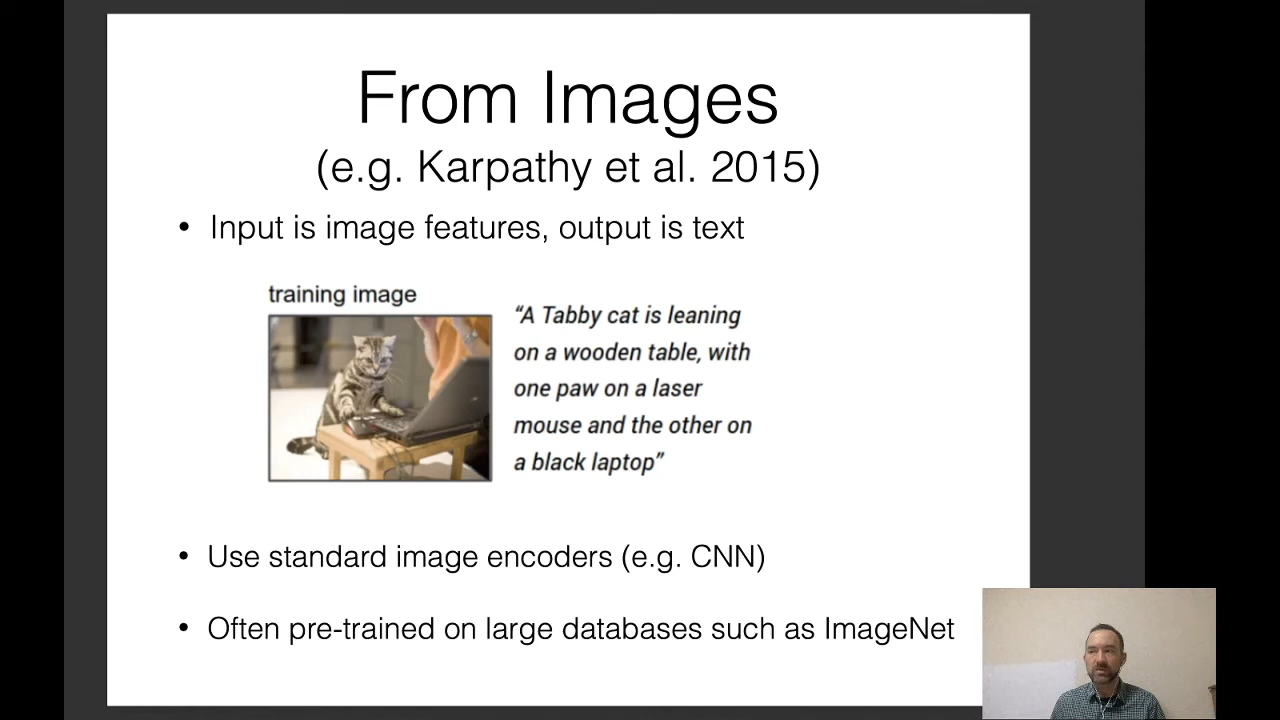 From Images
(e.g. Karpathy et al. 2015)
• Input is image features, output is text
training image
“A Tabby cat is leaning
on a wooden table, with
one paw on a laser
mouse and the other on
a black laptop”
• Use standard image encoders (e.g. CNN)
• Often pre-trained on large databases such as ImageNet